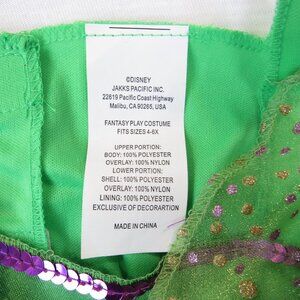 ©DISNEY
JAKKS PACIFIC INC.
22619 Pacific Coast Highway
Malibu, CA 90265, USA
FANTASY PLAY COSTUME
FITS SIZES 4-6X
UPPER PORTION:
BODY: 100% POLYESTER
OVERLAY: 100% NYLON
LOWER PORTION:
SHELL: 100% POLYESTER
OVERLAY: 100% NYLON
LINING: 100% POLYESTER
EXCLUSIVE OF DECORARTION
MADE IN CHINA